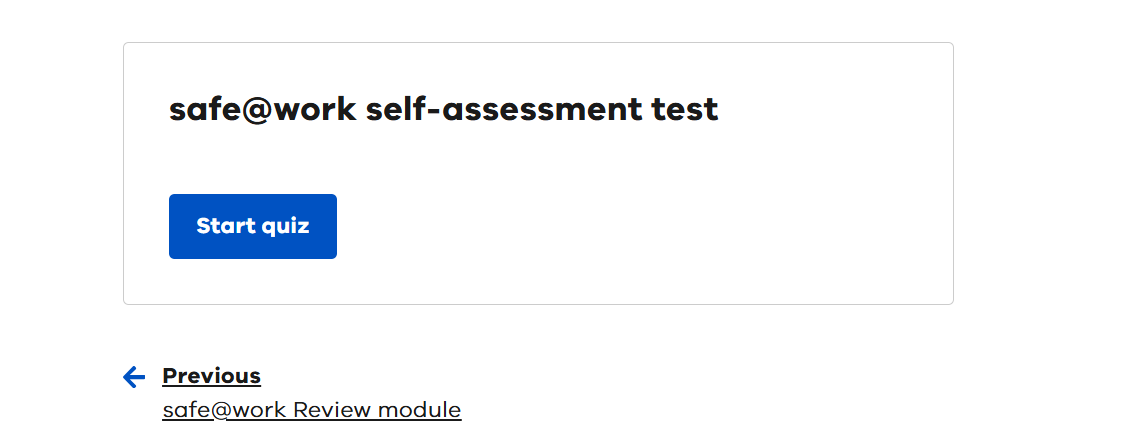 safe@work self-assessment test
Start quiz
Previous
safe@work Review module